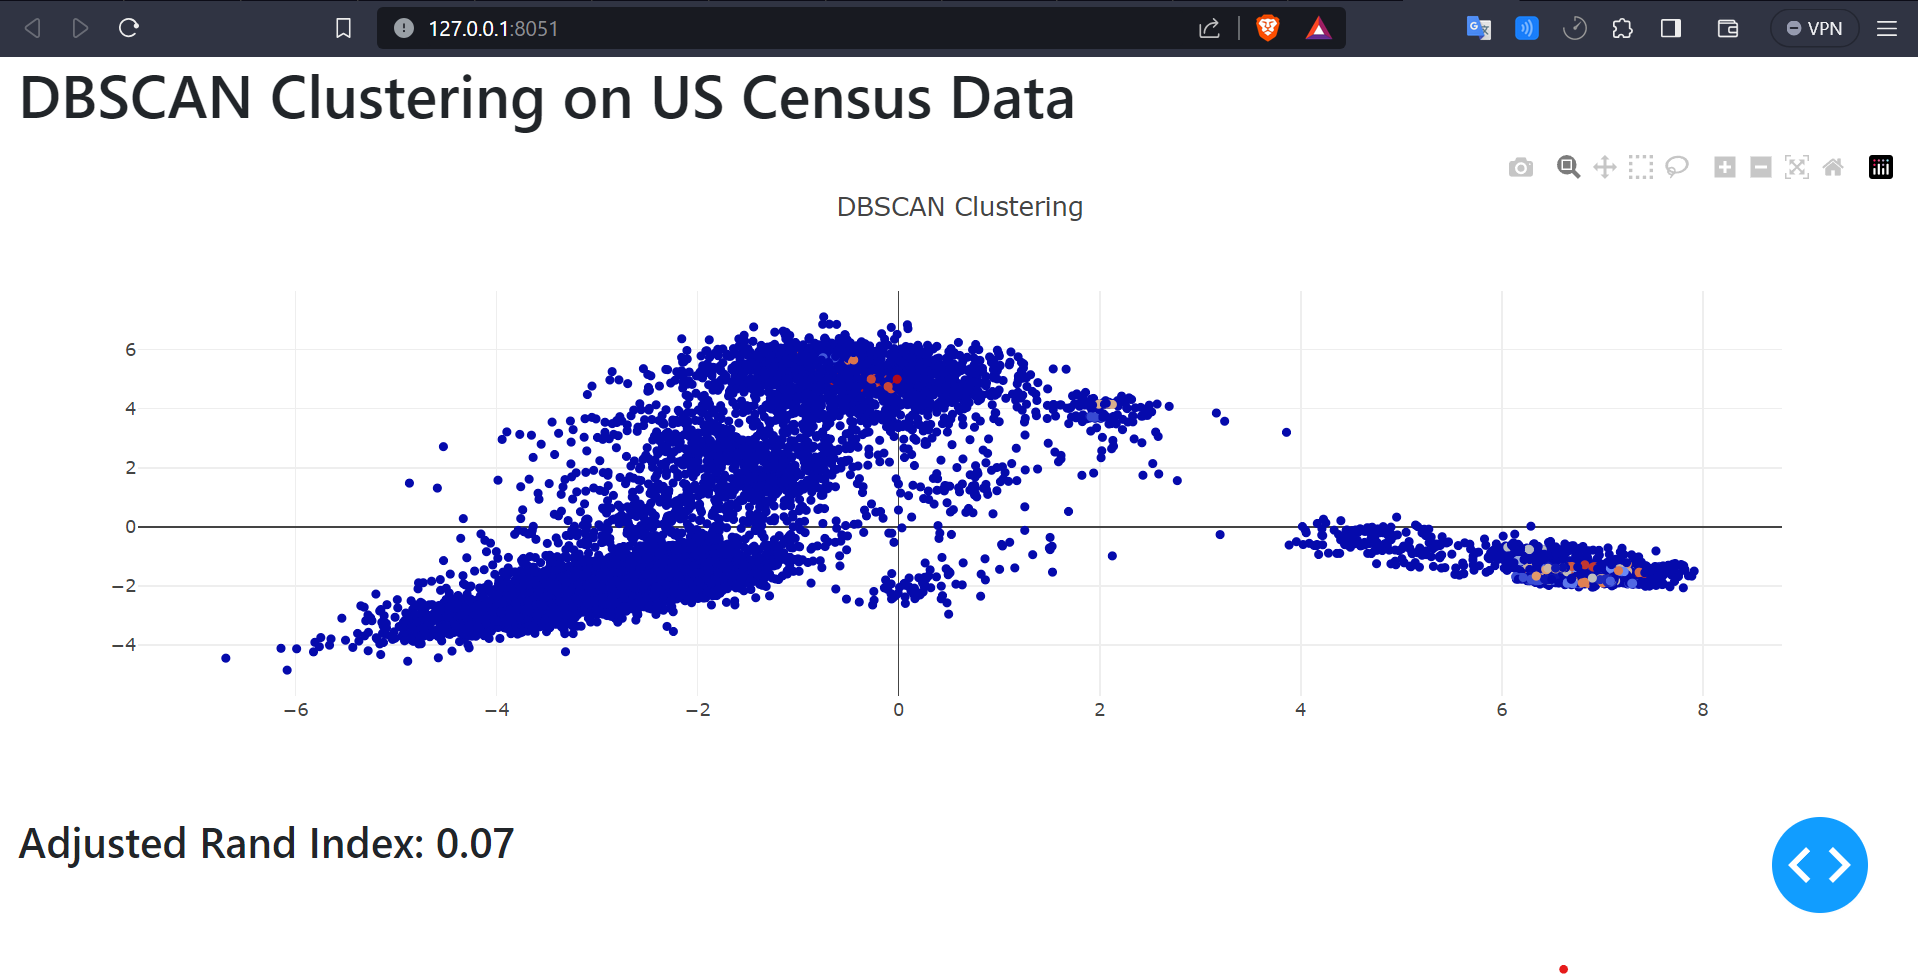 127.0.0.1:8051
VPN
DBSCAN Clustering on US Census Data
DBSCAN Clustering
6
4
2
0
−2
−4
−6 −4 −2 0 2 4 6 8
Adjusted Rand Index: 0.07